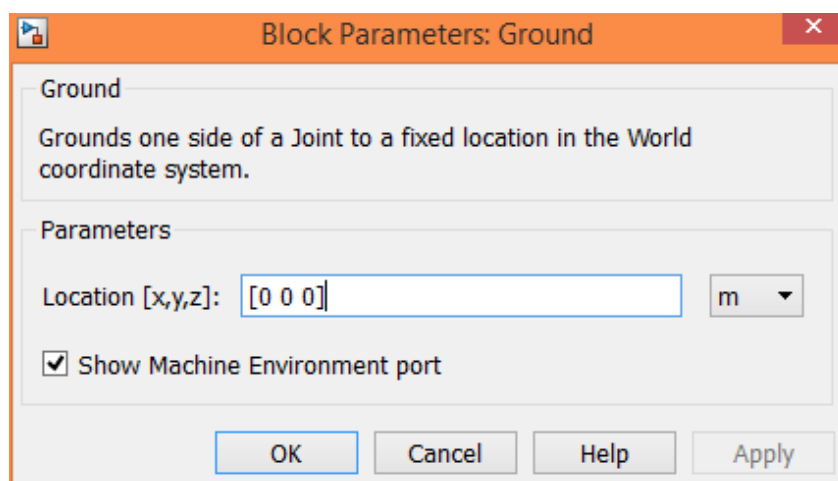 Block Parameters: Ground
Ground
Grounds one side of a Joint to a fixed location in the World
coordinate system.
Parameters
Location [x,y,z]: [0 0 0] m
Show Machine Environment port
OK Cancel Help Apply